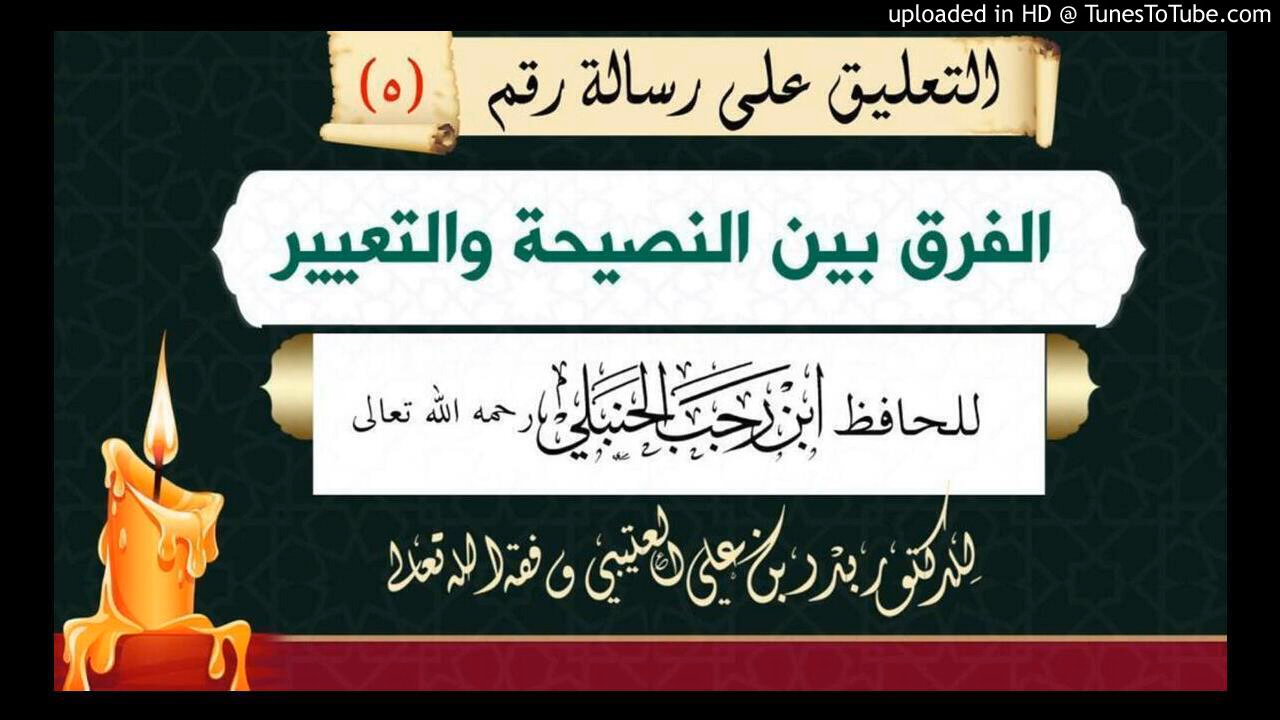 uploaded in HD @ TunesToTube.com
التعليق على رسالة رقم (٥)
الفرق بين النصيحة والتعيير
للحافظ ابن رجب الحنبلي رحمه الله تعالى
للدكتور بدر بن علي العتيبي وفقه الله تعالى